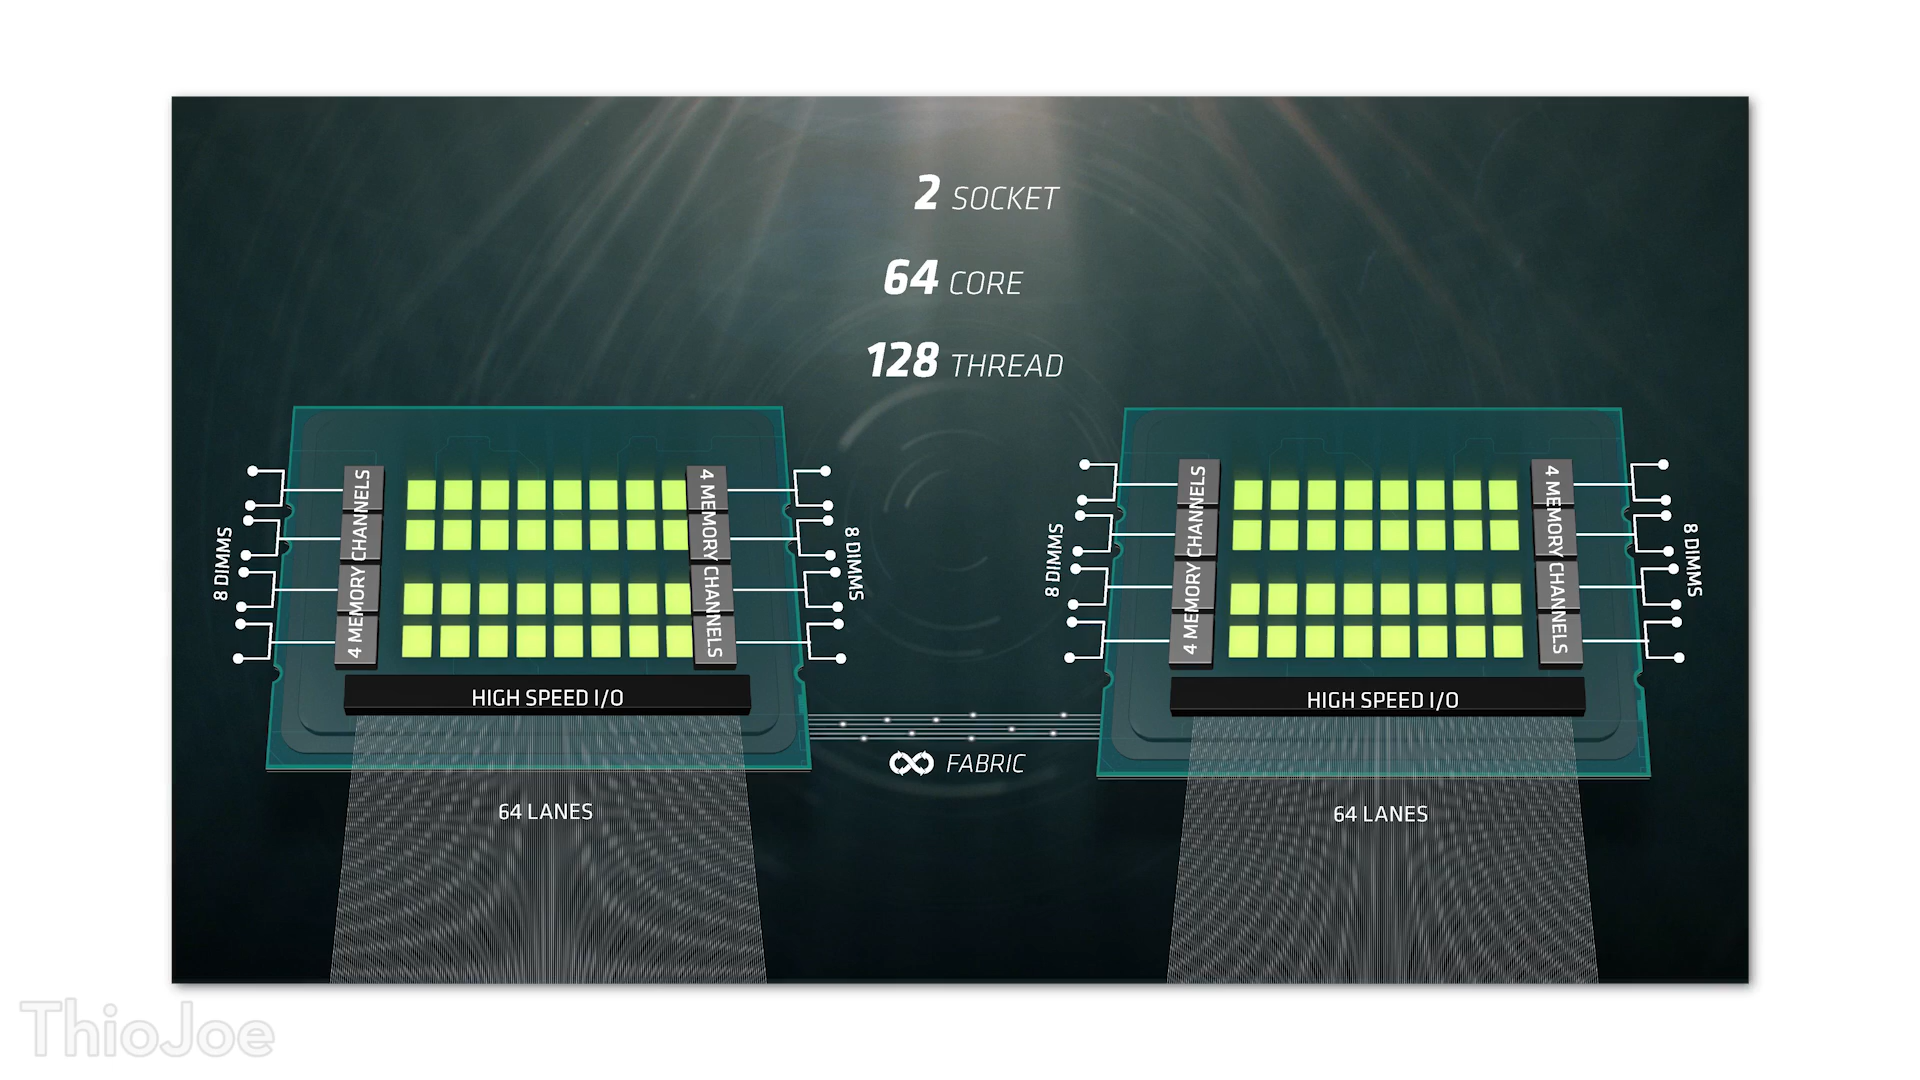 2 SOCKET
64 CORE
128 THREAD
8 DIMMS
4 MEMORY CHANNELS
4 MEMORY CHANNELS
8 DIMMS
HIGH SPEED I/O
64 LANES
FABRIC
8 DIMMS
4 MEMORY CHANNELS
4 MEMORY CHANNELS
8 DIMMS
HIGH SPEED I/O
64 LANES
ThioJoe